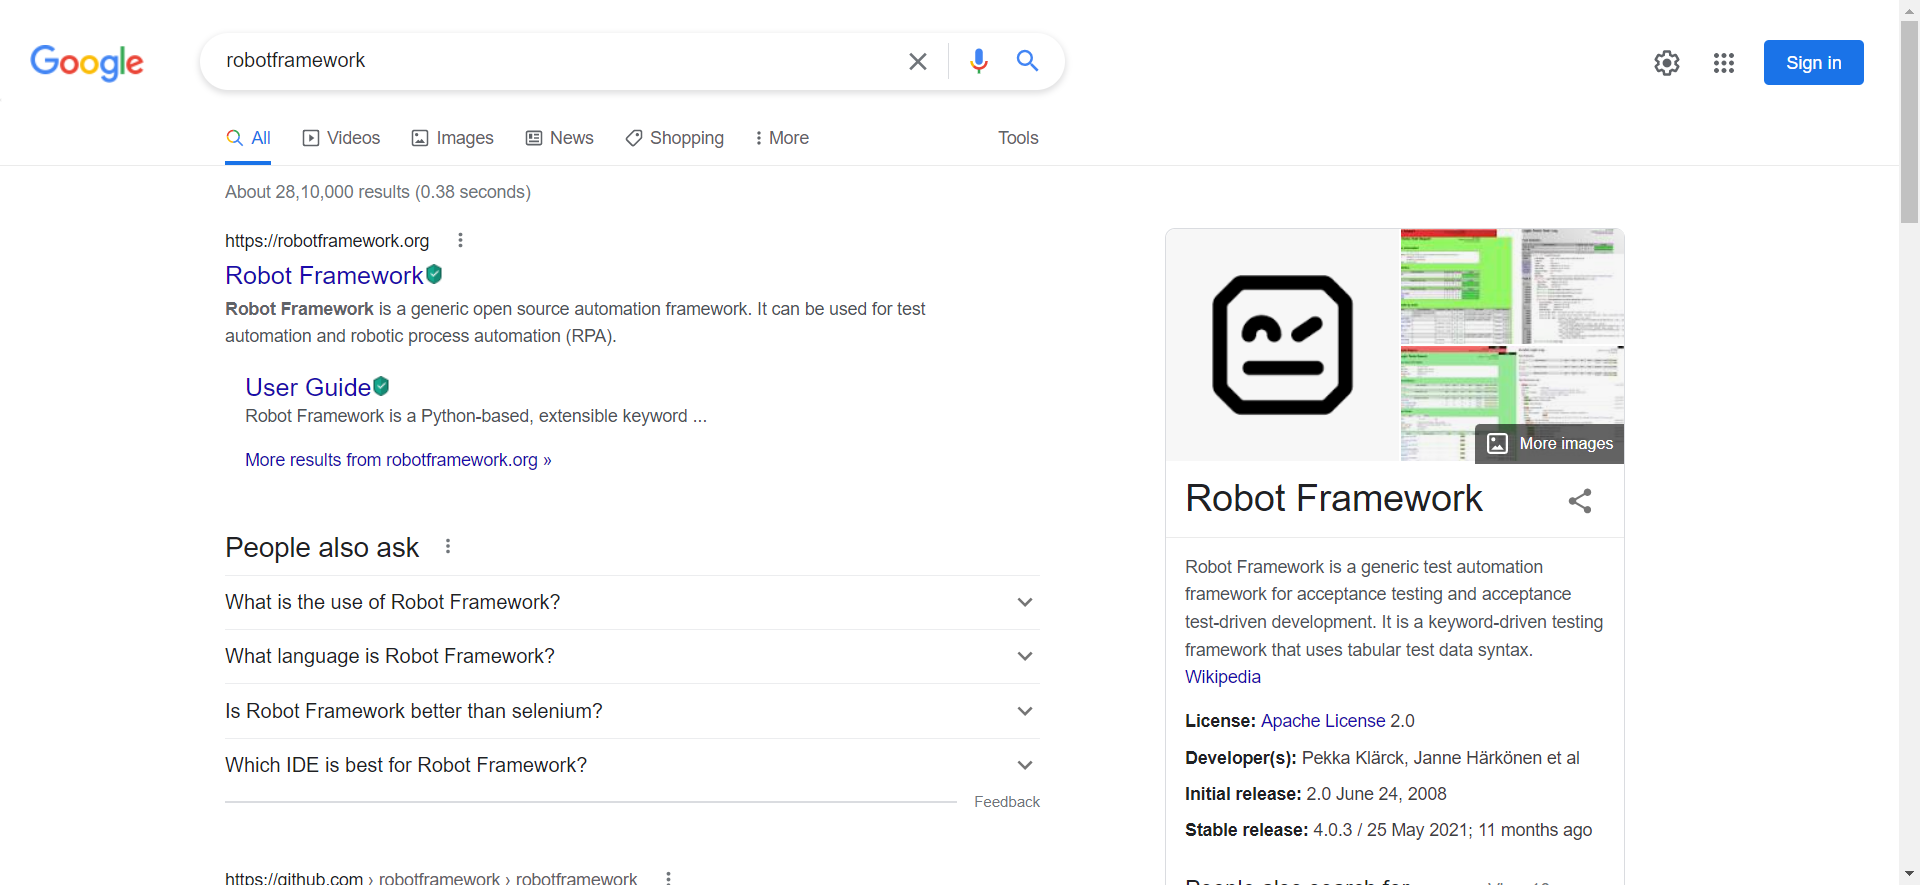 Google
robotframework
Sign in
All
Videos
Images
News
Shopping
More
Tools
About 28,10,000 results (0.38 seconds)
https://robotframework.org
Robot Framework
Robot Framework is a generic open source automation framework. It can be used for test
automation and robotic process automation (RPA).
User Guide
Robot Framework is a Python-based, extensible keyword ...
More results from robotframework.org »
People also ask
What is the use of Robot Framework?
What language is Robot Framework?
Is Robot Framework better than selenium?
Which IDE is best for Robot Framework?
Feedback
https://github.com › robotframework › robotframework
More images
Robot Framework
Robot Framework is a generic test automation
framework for acceptance testing and acceptance
test-driven development. It is a keyword-driven testing
framework that uses tabular test data syntax.
Wikipedia
License: Apache License 2.0
Developer(s): Pekka Klärck, Janne Härkönen et al
Initial release: 2.0 June 24, 2008
Stable release: 4.0.3 / 25 May 2021; 11 months ago
People also search for